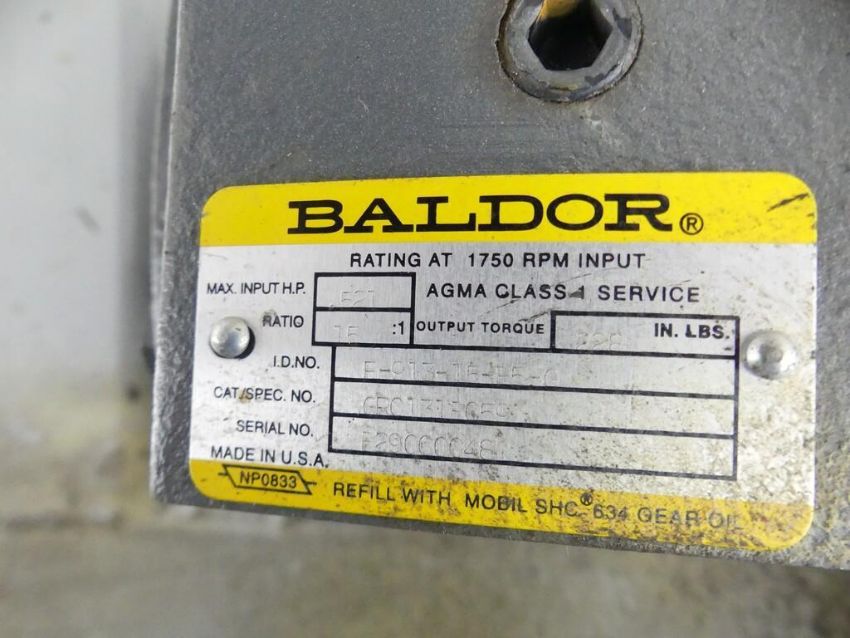 BALDOR®
RATING AT 1750 RPM INPUT
MAX. INPUT H.P. AGMA CLASS 1 SERVICE
RATIO 15 :1 OUTPUT TORQUE IN. LBS.
I.D.NO.
CAT/SPEC. NO.
SERIAL NO.
MADE IN U.S.A.
NP0833 REFILL WITH MOBIL SHC® 634 GEAR OIL